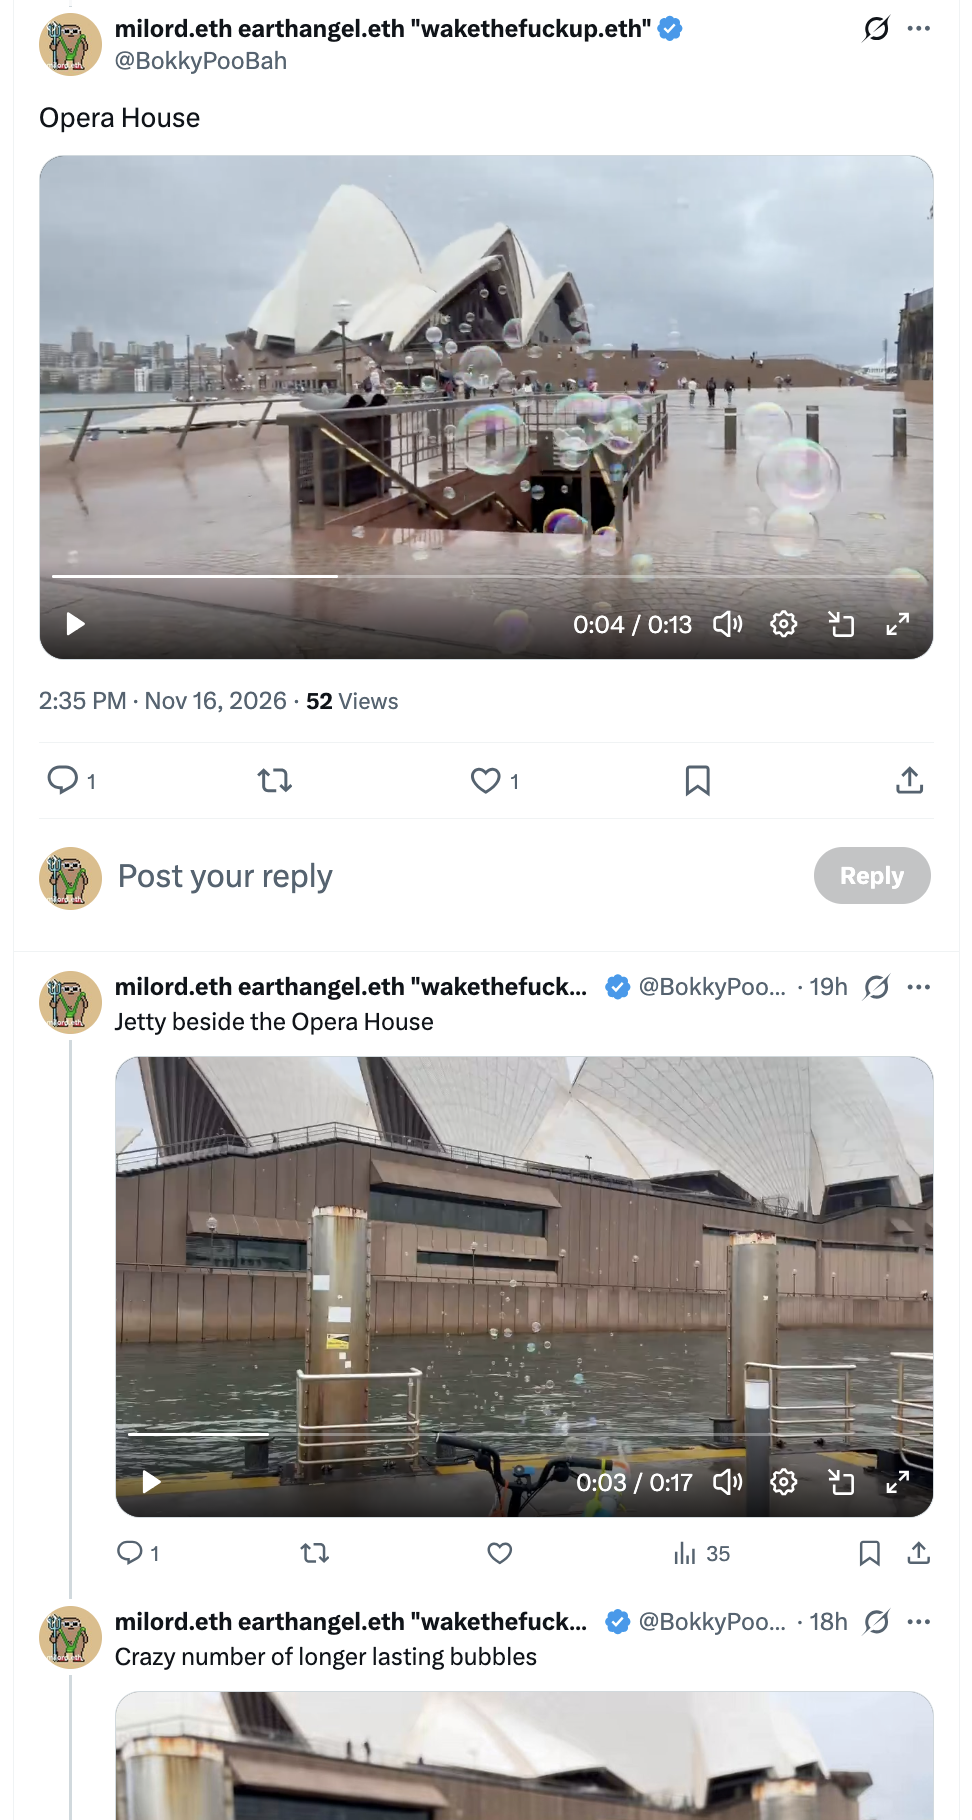 milord.eth earthangel.eth "wakethefuckup.eth"
@BokkyPooBah
Opera House
0:04 / 0:13
2:35 PM · Nov 16, 2026 · 52 Views
1
1
Post your reply
Reply
milord.eth earthangel.eth "wakethefuck... @BokkyPoo... · 19h
Jetty beside the Opera House
0:03 / 0:17
1
35
milord.eth earthangel.eth "wakethefuck... @BokkyPoo... · 18h
Crazy number of longer lasting bubbles